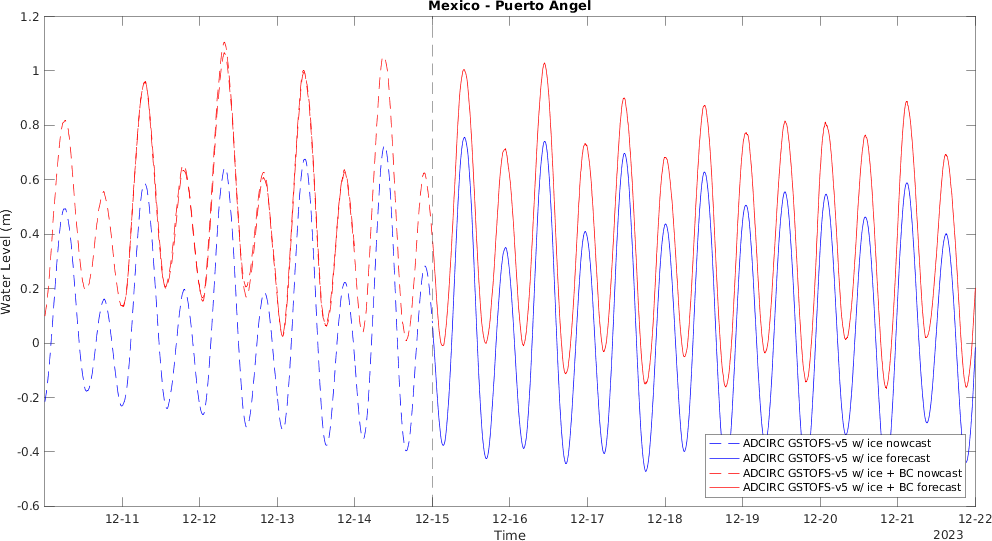 Mexico - Puerto Angel
1.2
1
0.8
0.6
0.4
0.2
0
-0.2
-0.4
-0.6
Water Level (m)
ADCIRC GSTOFS-v5 w/ ice nowcast
ADCIRC GSTOFS-v5 w/ ice forecast
ADCIRC GSTOFS-v5 w/ ice + BC nowcast
ADCIRC GSTOFS-v5 w/ ice + BC forecast
12-11 12-12 12-13 12-14 12-15 12-16 12-17 12-18 12-19 12-20 12-21 12-22
Time
2023